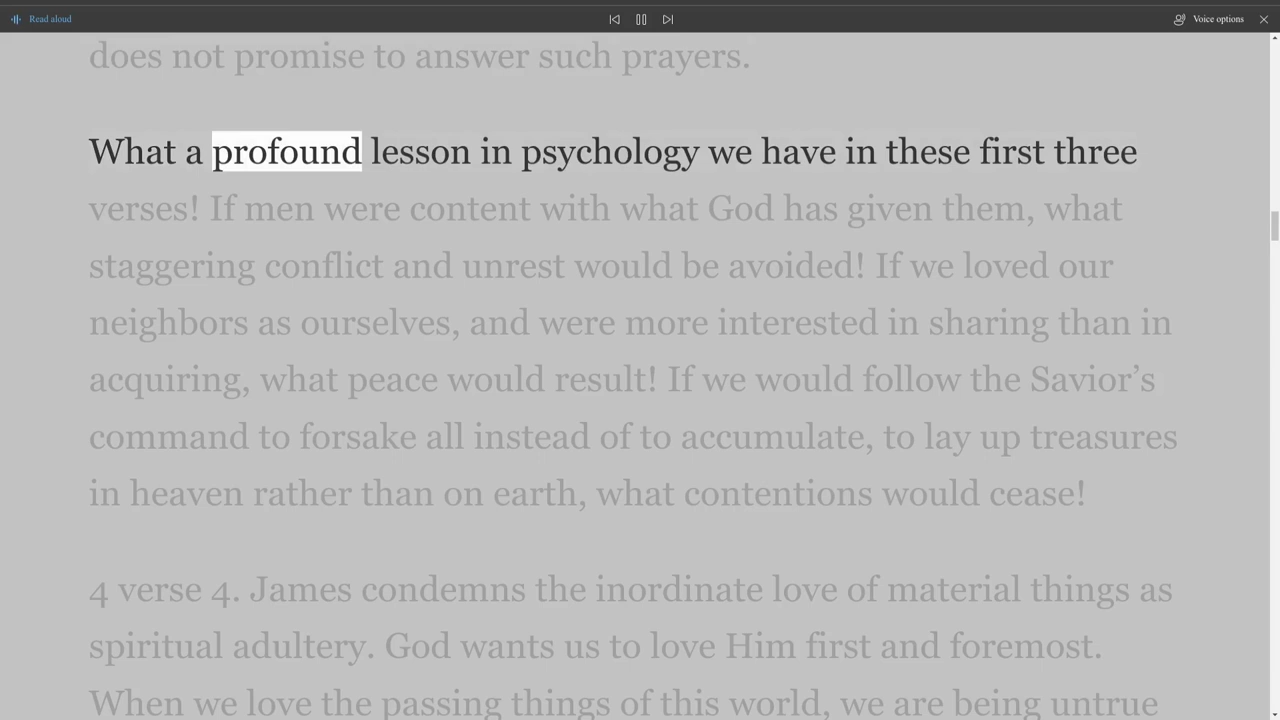 Read aloud
Voice options
does not promise to answer such prayers.
What a profound lesson in psychology we have in these first three
verses! If men were content with what God has given them, what
staggering conflict and unrest would be avoided! If we loved our
neighbors as ourselves, and were more interested in sharing than in
acquiring, what peace would result! If we would follow the Savior’s
command to forsake all instead of to accumulate, to lay up treasures
in heaven rather than on earth, what contentions would cease!
4 verse 4. James condemns the inordinate love of material things as
spiritual adultery. God wants us to love Him first and foremost.
When we love the passing things of this world, we are being untrue